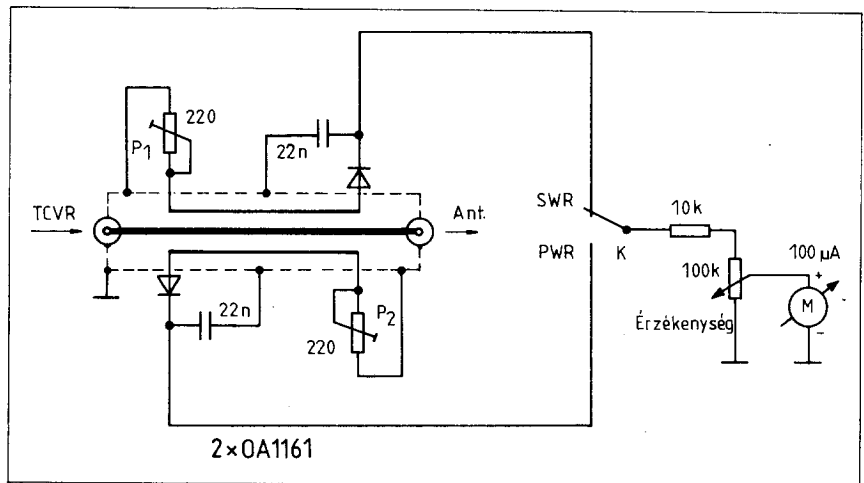 220
P1
22n
TCVR
Ant.
SWR
PWR
K
10k
100k
100 µA
+
M
-
Érzékenység
22n
P2
220
2×OA1161